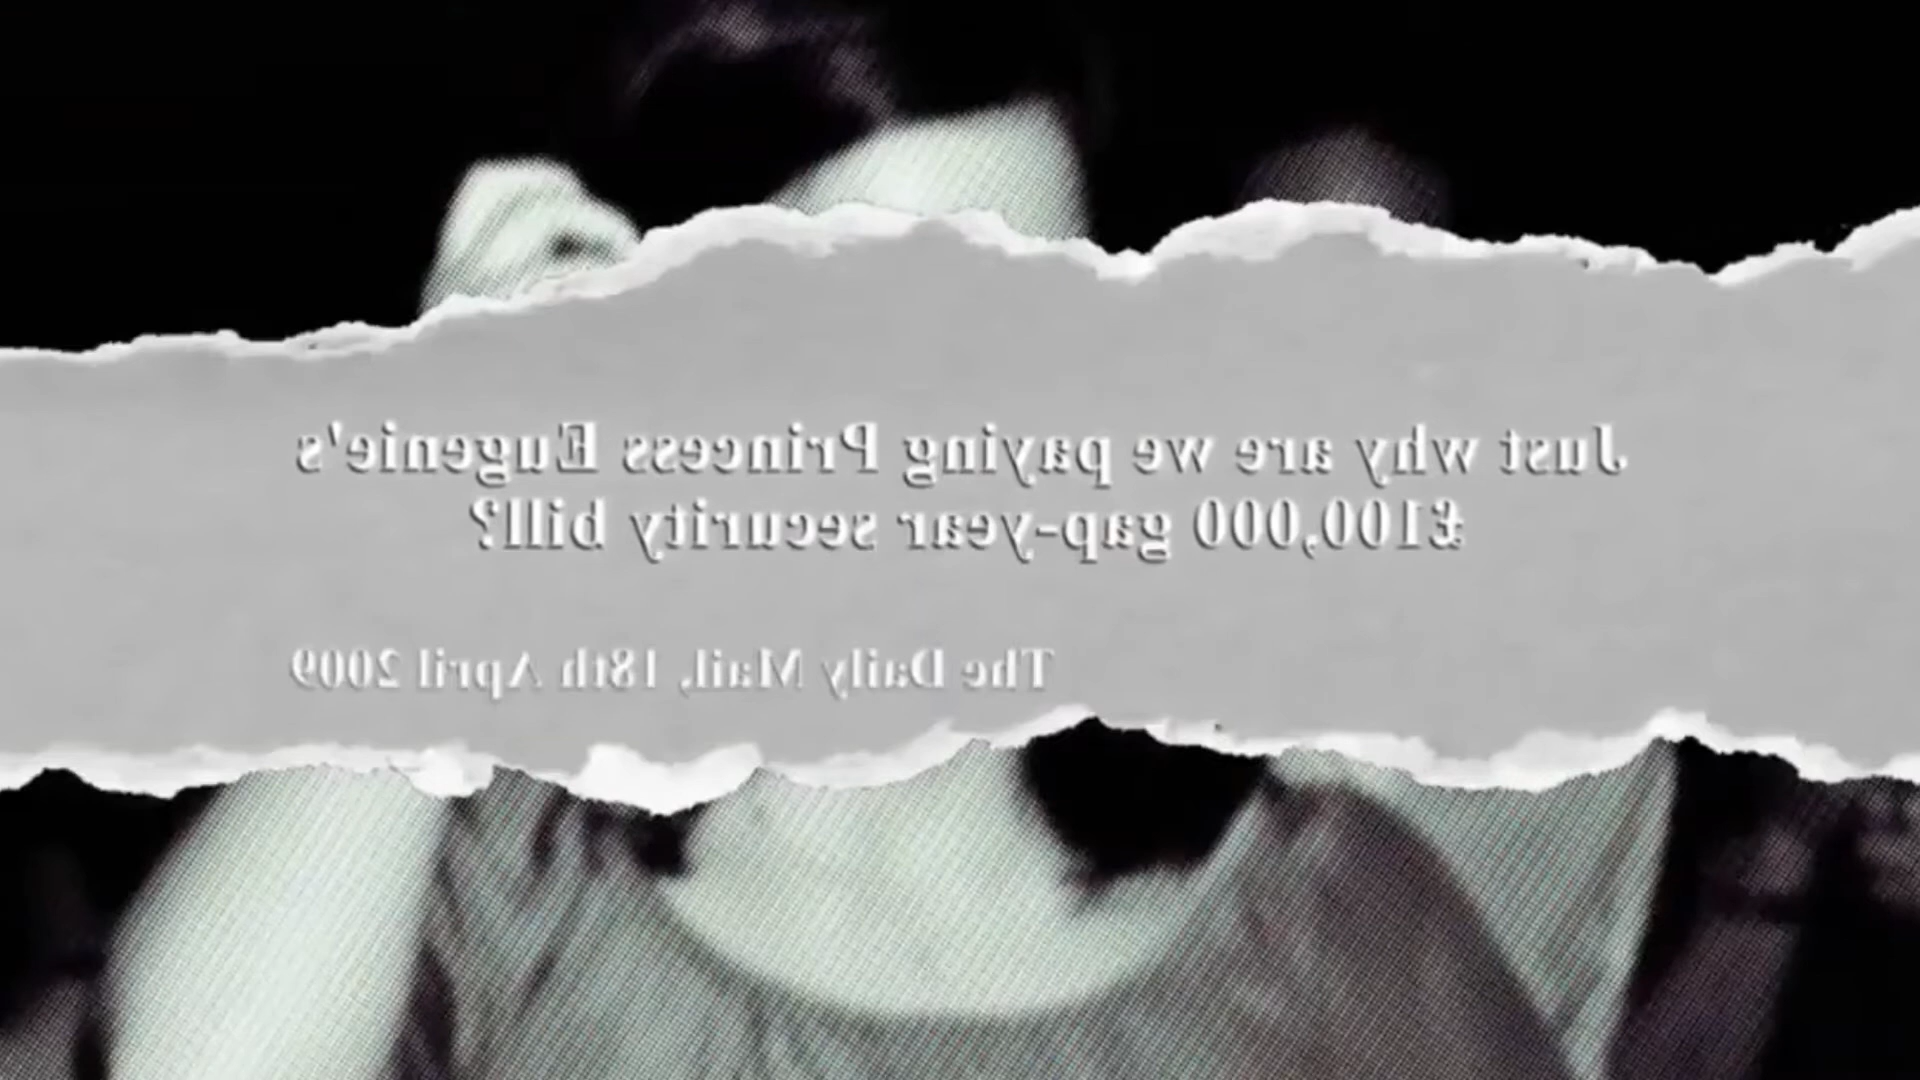 Just why are we paying Princess Eugenie's
£100,000 gap-year security bill?
The Daily Mail, 18th April 2009